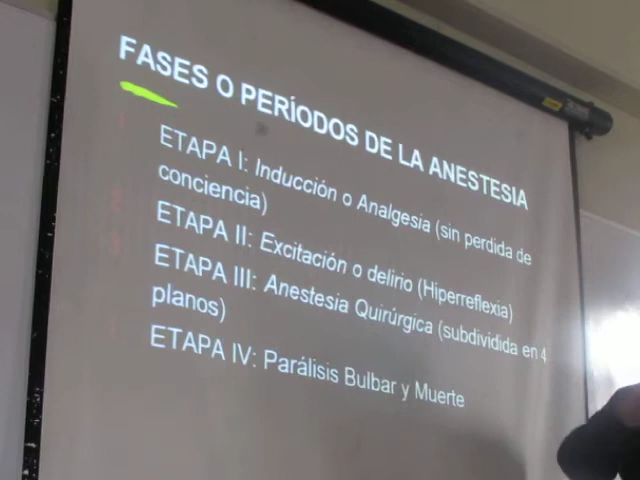 FASES O PERÍODOS DE LA ANESTESIA
ETAPA I: Inducción o Analgesia (sin perdida de
conciencia)
ETAPA II: Excitación o delirio (Hiperreflexia)
ETAPA III: Anestesia Quirúrgica (subdividida en 4
planos)
ETAPA IV: Parálisis Bulbar y Muerte